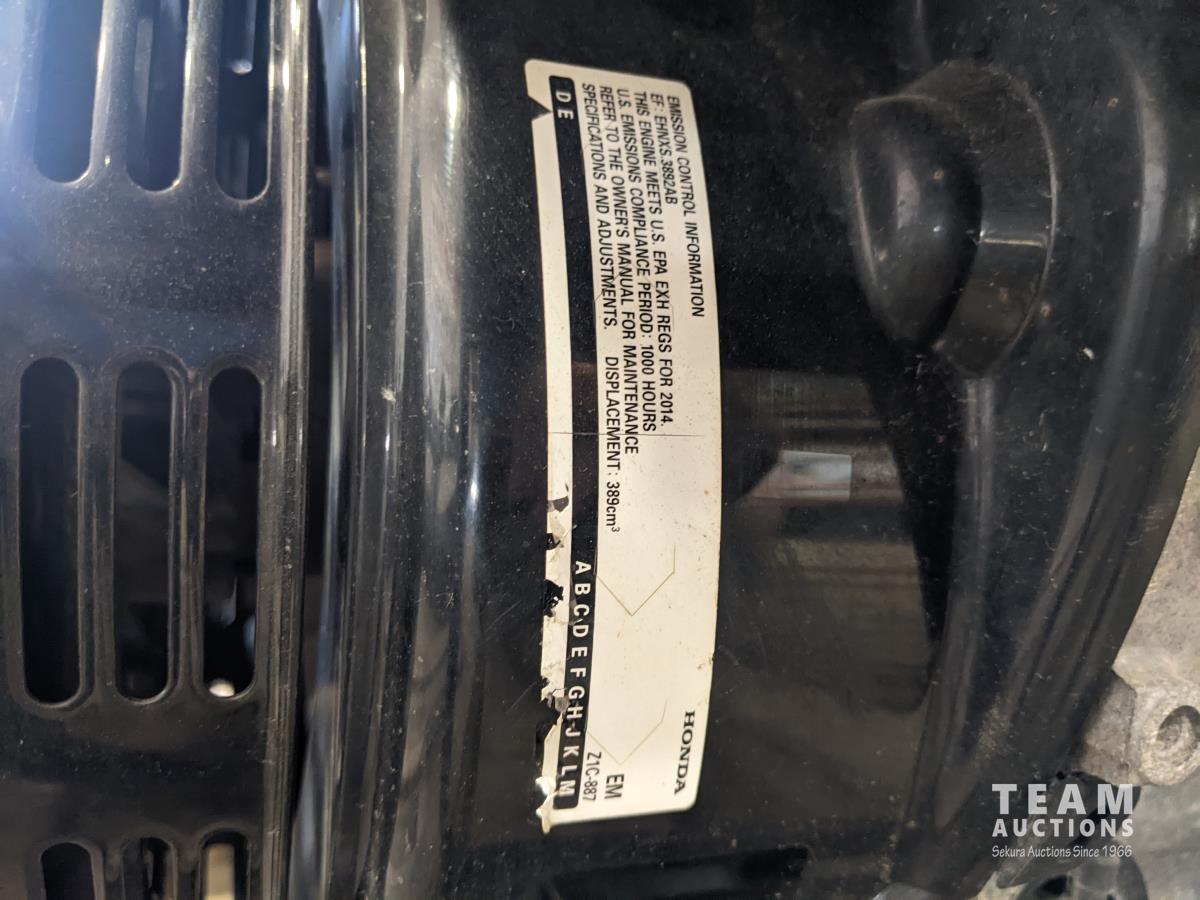 EMISSION CONTROL INFORMATION
HONDA
EF: EHNXS.3892AB
THIS ENGINE MEETS U.S. EPA EXH REGS FOR 2014.
U.S. EMISSIONS COMPLIANCE PERIOD: 1000 HOURS
REFER TO THE OWNER'S MANUAL FOR MAINTENANCE
SPECIFICATIONS AND ADJUSTMENTS. DISPLACEMENT: 389cm³
EM
Z1C-887
D E A B C D E F G H J K L M
TEAM
AUCTIONS
Sekura Auctions Since 1966